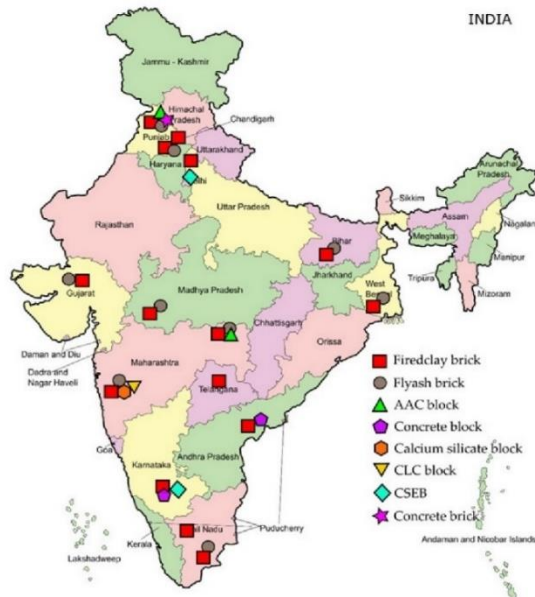 INDIA
Jammu - Kashmir
Himachal
Pradesh
Chandigarh
Punjab
Uttarakhand
Haryana
Arunachal
Pradesh
Sikkim
Rajasthan
Uttar Pradesh
Assam
Nagaland
Bihar
Meghalaya
Manipur
Jharkhand
Tripura
Mizoram
West
Gujarat
Madhya Pradesh
Chhattisgarh
Daman and Diu
Dadra and
Nagar Haveli
Maharashtra
Orissa
Telangana
Goa
Andhra Pradesh
Karnataka
Nadu
Puducherry
Kerala
Lakshadweep
Andaman and Nicobar Islands
Firedclay brick
Flyash brick
AAC block
Concrete block
Calcium silicate block
CLC block
CSEB
Concrete brick